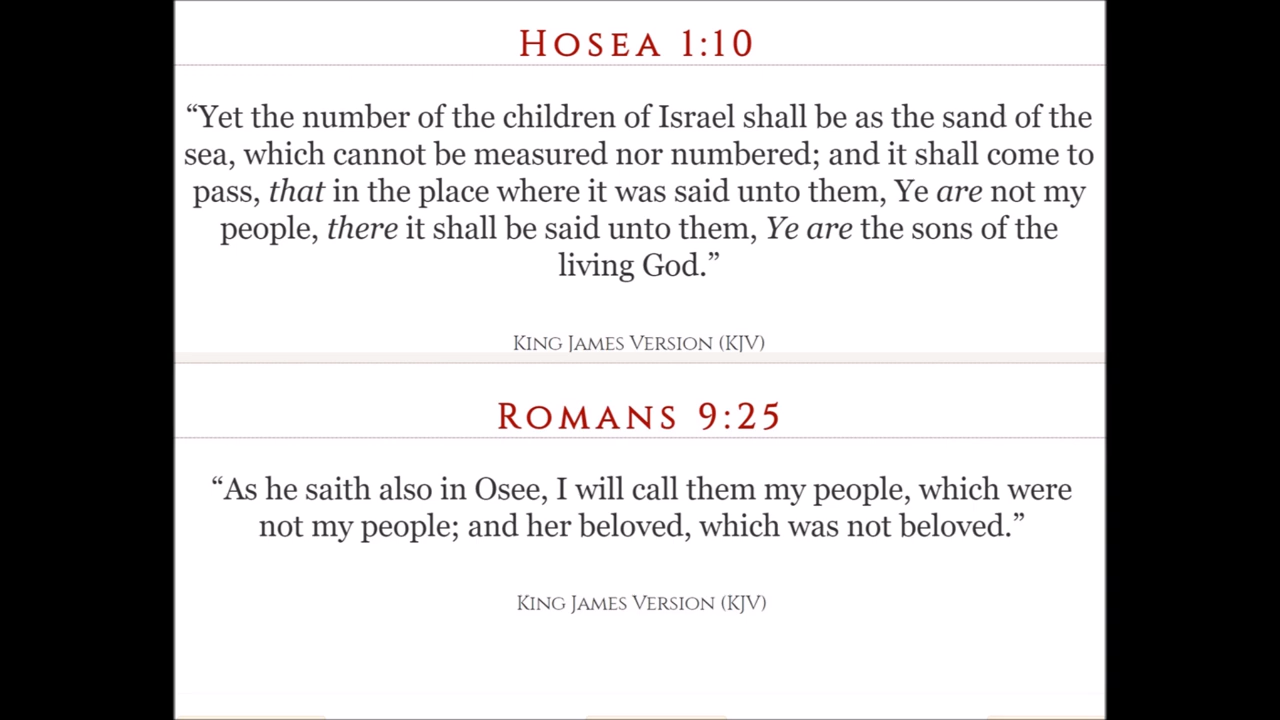 Hosea 1:10
“Yet the number of the children of Israel shall be as the sand of the
sea, which cannot be measured nor numbered; and it shall come to
pass, that in the place where it was said unto them, Ye are not my
people, there it shall be said unto them, Ye are the sons of the
living God.”
King James Version (KJV)
Romans 9:25
“As he saith also in Osee, I will call them my people, which were
not my people; and her beloved, which was not beloved.”
King James Version (KJV)